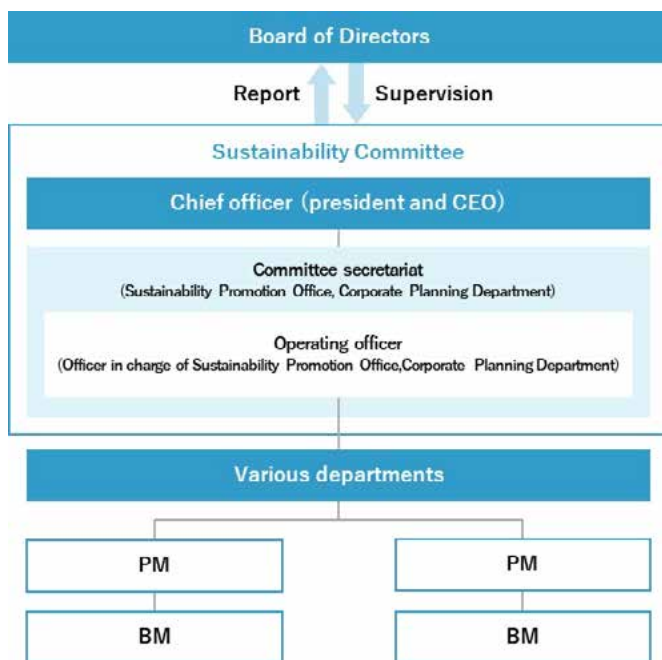 Board of Directors
Report
Supervision
Sustainability Committee
Chief officer (president and CEO)
Committee secretariat
(Sustainability Promotion Office, Corporate Planning Department)
Operating officer
(Officer in charge of Sustainability Promotion Office,Corporate Planning Department)
Various departments
PM
PM
BM
BM